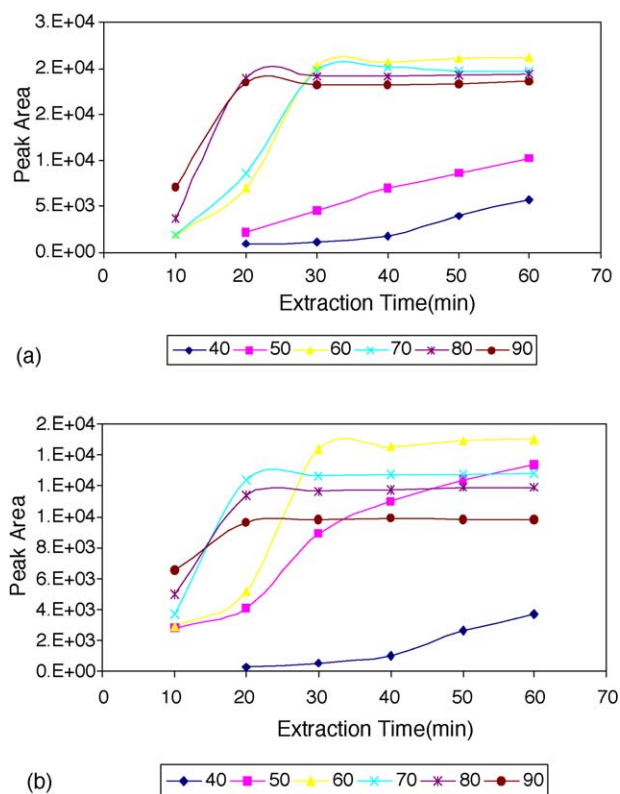 3.E+04
2.E+04
2.E+04
1.E+04
5.E+03
0.E+00
Peak Area
0 10 20 30 40 50 60 70
Extraction Time(min)
(a)
40 50 60 70 80 90
2.E+04
1.E+04
1.E+04
1.E+04
8.E+03
6.E+03
4.E+03
2.E+03
0.E+00
Peak Area
0 10 20 30 40 50 60 70
Extraction Time(min)
(b)
40 50 60 70 80 90